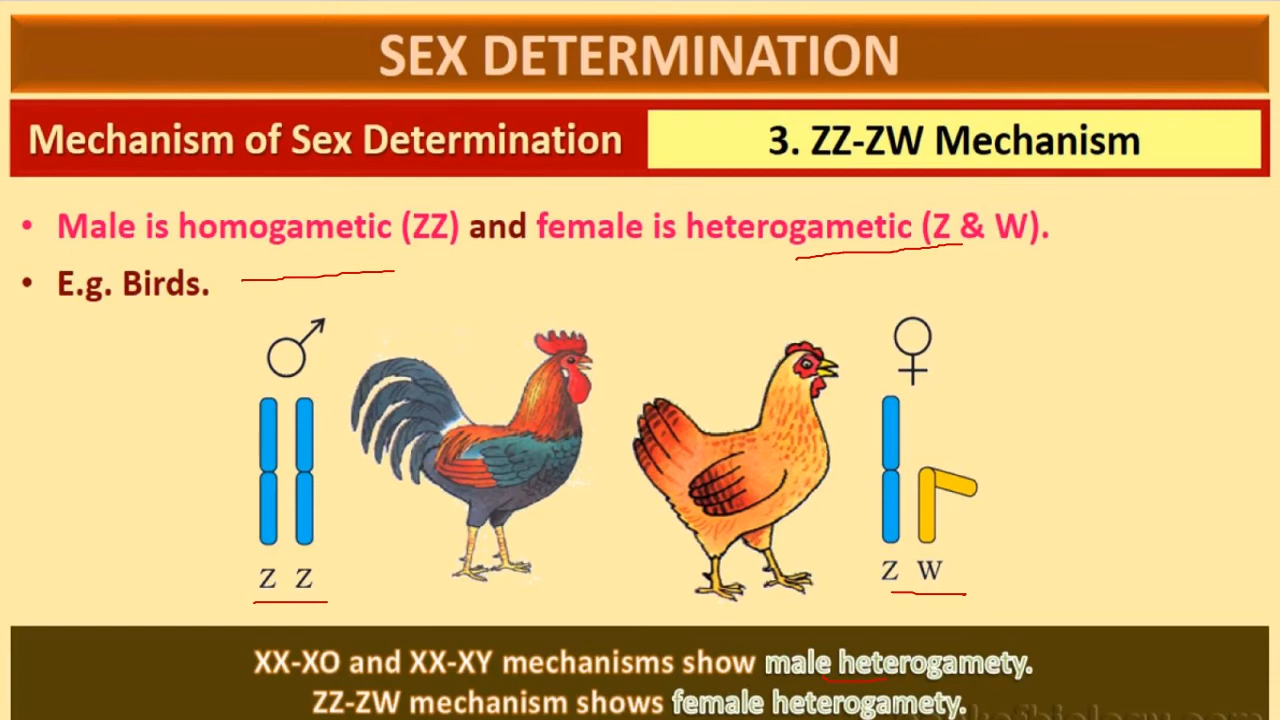 SEX DETERMINATION
Mechanism of Sex Determination
3. ZZ-ZW Mechanism
• Male is homogametic (ZZ) and female is heterogametic (Z & W).
• E.g. Birds.
Z Z
Z W
XX-XO and XX-XY mechanisms show male heterogamety.
ZZ-ZW mechanism shows female heterogamety.